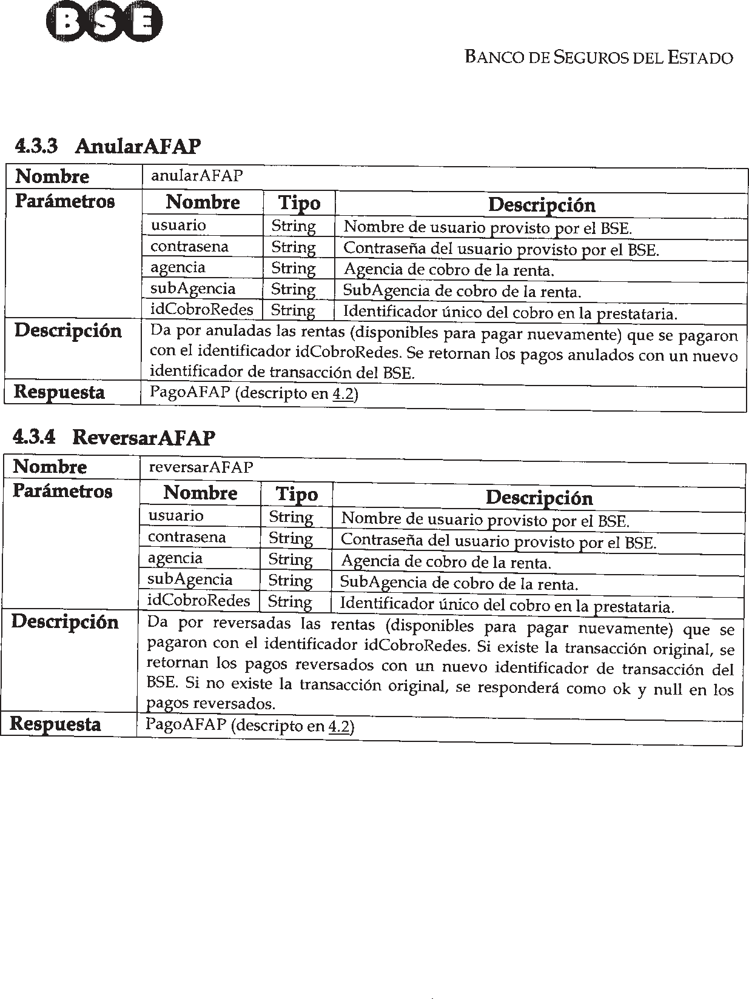 BSE
BANCO DE SEGUROS DEL ESTADO
4.3.3 AnularAFAP
Nombre anularAFAP
Parámetros Nombre Tipo Descripción
usuario String Nombre de usuario provisto por el BSE.
contrasena String Contraseña del usuario provisto por el BSE.
agencia String Agencia de cobro de la renta.
subAgencia String SubAgencia de cobro de la renta.
idCobroRedes String Identificador único del cobro en la prestataria.
Descripción Da por anuladas las rentas (disponibles para pagar nuevamente) que se pagaron
con el identificador idCobroRedes. Se retornan los pagos anulados con un nuevo
identificador de transacción del BSE.
Respuesta PagoAFAP (descripto en 4.2)
4.3.4 ReversarAFAP
Nombre reversarAFAP
Parámetros Nombre Tipo Descripción
usuario String Nombre de usuario provisto por el BSE.
contrasena String Contraseña del usuario provisto por el BSE.
agencia String Agencia de cobro de la renta.
subAgencia String SubAgencia de cobro de la renta.
idCobroRedes String Identificador único del cobro en la prestataria.
Descripción Da por reversadas las rentas (disponibles para pagar nuevamente) que se
pagaron con el identificador idCobroRedes. Si existe la transacción original, se
retornan los pagos reversados con un nuevo identificador de transacción del
BSE. Si no existe la transacción original, se responderá como ok y null en los
pagos reversados.
Respuesta PagoAFAP (descripto en 4.2)